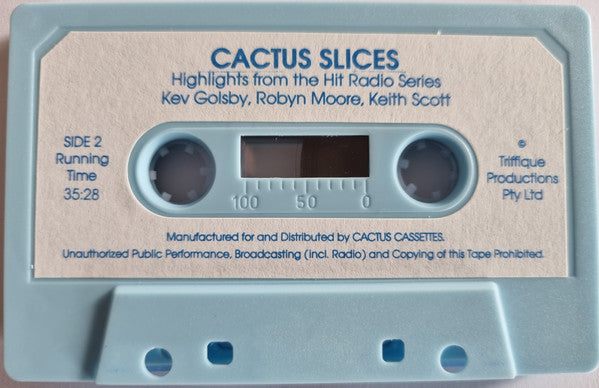 CACTUS SLICES
Highlights from the Hit Radio Series
Kev Golsby, Robyn Moore, Keith Scott
SIDE 2
Running
Time
35:28
©
Triffique
Productions
Pty Ltd
100 50 0
Manufactured for and Distributed by CACTUS CASSETTES.
Unauthorized Public Performance, Broadcasting (incl. Radio) and Copying of this Tape Prohibited.